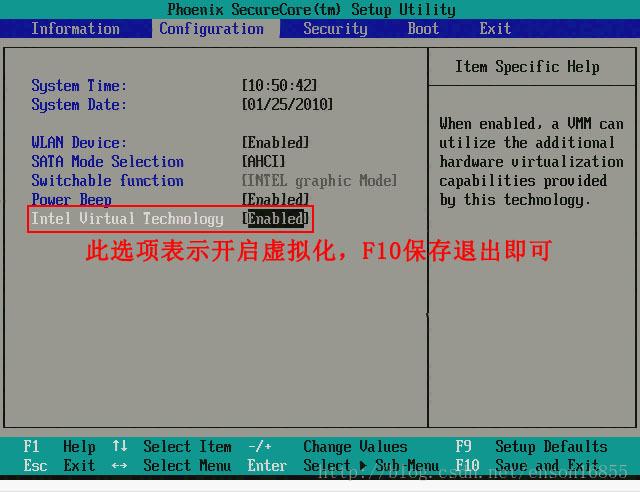 Phoenix SecureCore(tm) Setup Utility
Information Configuration Security Boot Exit
Item Specific Help
System Time: [10:50:42]
System Date: [01/25/2010]
When enabled, a VMM can
utilize the additional
hardware virtualization
capabilities provided
by this technology.
WLAN Device: [Enabled]
SATA Mode Selection [AHCI]
Switchable function [INTEL graphic Mode]
Power Beep [Enabled]
Intel Virtual Technology [Enabled]
此选项表示开启虚拟化，F10保存退出即可
F1 Help ↑↓ Select Item -/+ Change Values F9 Setup Defaults
Esc Exit ↔ Select Menu Enter Select ▶ Sub-Menu F10 Save and Exit
http://blog.csdn.net/enson16855